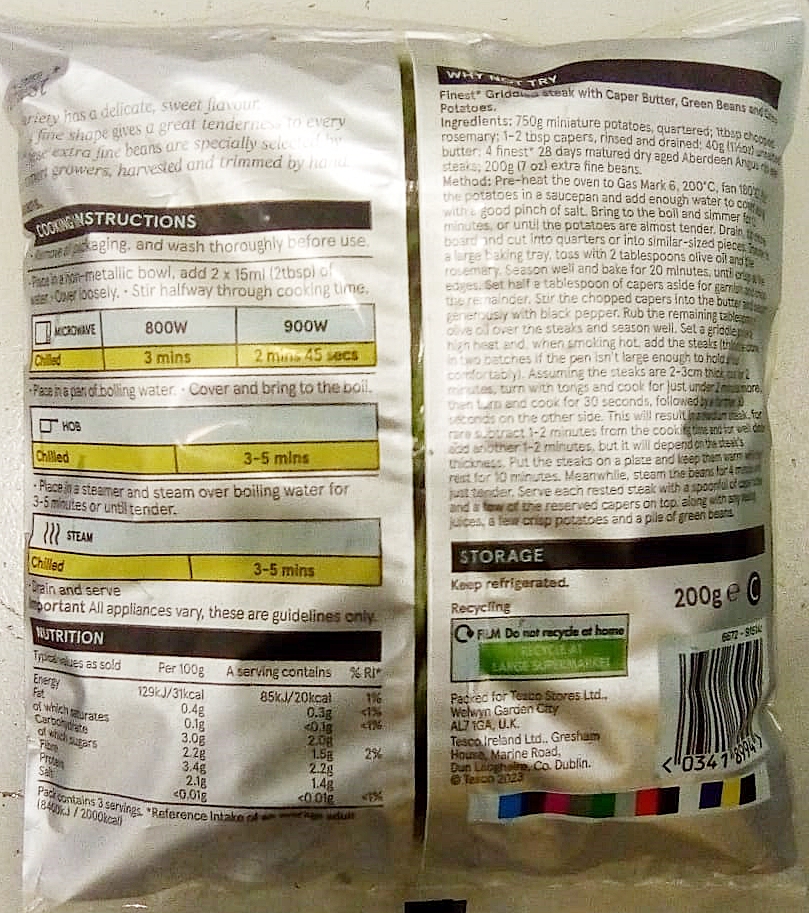 riety has a delicate, sweet flavour.
fine shape gives a great tenderness to every
extra fine beans are specially selected by
growers, harvested and trimmed by hand.
COOKING INSTRUCTIONS
Remove all packaging. and wash thoroughly before use.
• Place in a non-metallic bowl, add 2 x 15ml (2tbsp) of
water • Cover loosely. • Stir halfway through cooking time.
MICROWAVE 800W 900W
Chilled 3 mins 2 mins 45 secs
• Place in a pan of boiling water. • Cover and bring to the boil.
HOB
Chilled 3-5 mins
• Place in a steamer and steam over boiling water for
3-5 minutes or until tender.
STEAM
Chilled 3-5 mins
• Drain and serve
Important All appliances vary, these are guidelines only.
NUTRITION
Typical values as sold Per 100g A serving contains % RI*
Energy 129kJ/31kcal 85kJ/20kcal 1%
Fat 0.4g 0.3g <1%
of which saturates 0.1g <0.1g <1%
Carbohydrate 3.0g 2.0g
of which sugars 2.2g 1.5g 2%
Fibre 3.4g 2.2g
Protein 2.1g 1.4g
Salt <0.01g <0.01g <1%
Pack contains 3 servings. *Reference intake of an average adult
(8400kJ / 2000kcal)
WHY NOT TRY
Finest* Griddled steak with Caper Butter, Green Beans and
Potatoes.
Ingredients: 750g miniature potatoes, quartered; 1tbsp chopped
rosemary; 1-2 tbsp capers, rinsed and drained; 40g (1½oz)
butter; 4 finest* 28 days matured dry aged Aberdeen Angus
steaks; 200g (7 oz) extra fine beans.
Method: Pre-heat the oven to Gas Mark 6, 200°C, fan 180°C.
the potatoes in a saucepan and add enough water to
with a good pinch of salt. Bring to the boil and simmer for
minutes, or until the potatoes are almost tender. Drain,
board and cut into quarters or into similar-sized pieces.
a large baking tray, toss with 2 tablespoons olive oil and the
rosemary. Season well and bake for 20 minutes, until crisp
edges. Set half a tablespoon of capers aside for garnish
the remainder. Stir the chopped capers into the butter
generously with black pepper. Rub the remaining tablespoon
olive oil over the steaks and season well. Set a griddle
high heat and, when smoking hot, add the steaks
in two batches if the pan isn't large enough to hold
comfortably). Assuming the steaks are 2-3cm thick
minutes, turn with tongs and cook for just under 2 more,
then turn and cook for 30 seconds, followed
seconds on the other side. This will result steak. For
rare subtract 1-2 minutes from the cooking time and for well
add another 1-2 minutes, but it will depend on the steak's
thickness. Put the steaks on a plate and keep them warm
rest for 10 minutes. Meanwhile, steam the beans for 4
just tender. Serve each rested steak with a spoonful of
and a few of the reserved capers on top, along with any
juices, a few crisp potatoes and a pile of green beans.
STORAGE
Keep refrigerated.
200g e C
Recycling
FILM Do not recycle at home
RECYCLE AT
LARGE SUPERMARKET
Packed for Tesco Stores Ltd.,
Welwyn Garden City
AL7 1GA, U.K.
Tesco Ireland Ltd., Gresham
House, Marine Road,
Dun Laoghaire, Co. Dublin.
© Tesco 2023